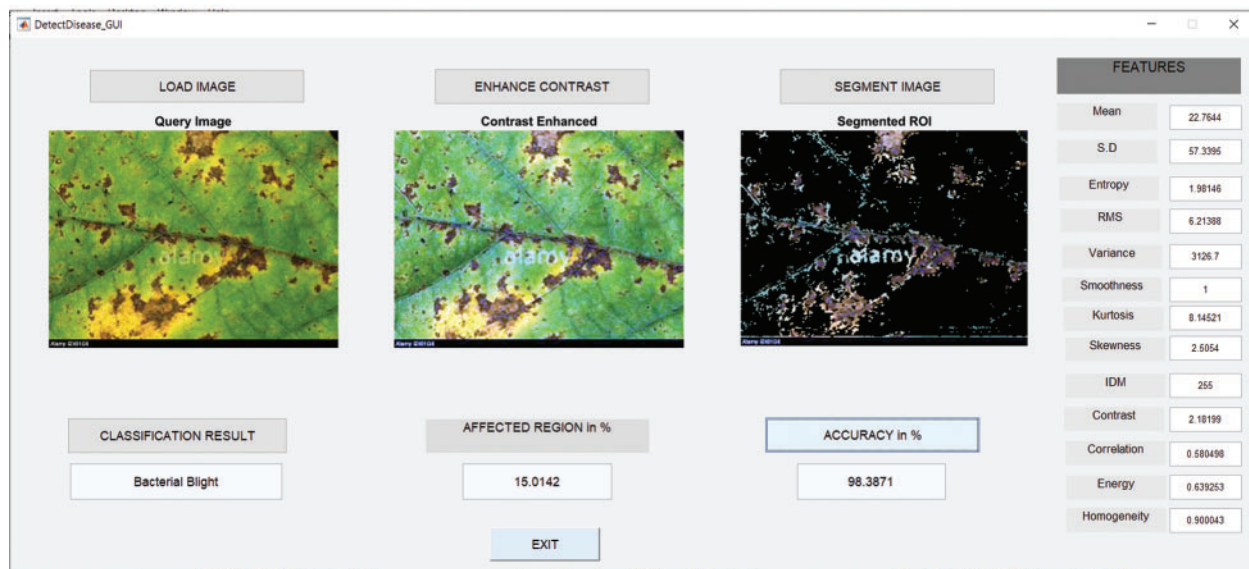 DetectDisease_GUI
LOAD IMAGE
ENHANCE CONTRAST
SEGMENT IMAGE
FEATURES
Query Image
Contrast Enhanced
Segmented ROI
Mean 22.7644
S.D 57.3395
Entropy 1.98146
RMS 6.21388
Variance 3126.7
Smoothness 1
Kurtosis 8.14521
Skewness 2.5054
IDM 255
Contrast 2.18199
Correlation 0.580498
Energy 0.639253
Homogeneity 0.900043
alamy
alamy
alamy
CLASSIFICATION RESULT
AFFECTED REGION in %
ACCURACY in %
Bacterial Blight
15.0142
98.3871
EXIT